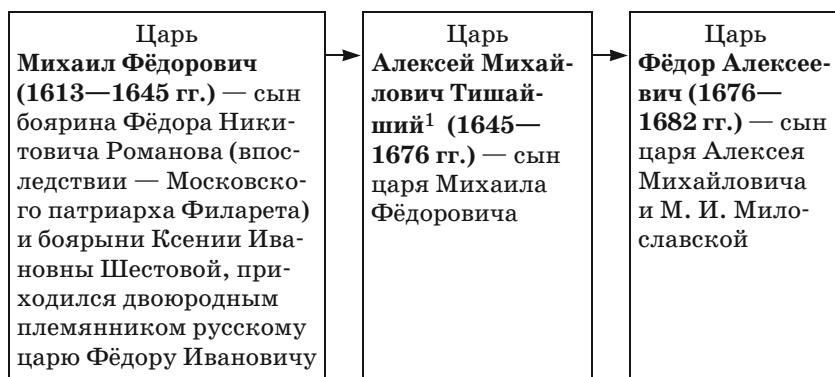 Царь
Михаил Фёдорович
(1613—1645 гг.) — сын
боярина Фёдора Ники-
товича Романова (впос-
ледствии — Московско-
го патриарха Филарета)
и боярыни Ксении Ива-
новны Шестовой, при-
ходился двоюродным
племянником русскому
царю Фёдору Ивановичу
Царь
Алексей Михай-
лович Тишай-
ший¹ (1645—
1676 гг.) — сын
царя Михаила
Фёдоровича
Царь
Фёдор Алексее-
вич (1676—
1682 гг.) — сын
царя Алексея
Михайловича
и М. И. Мило-
славской